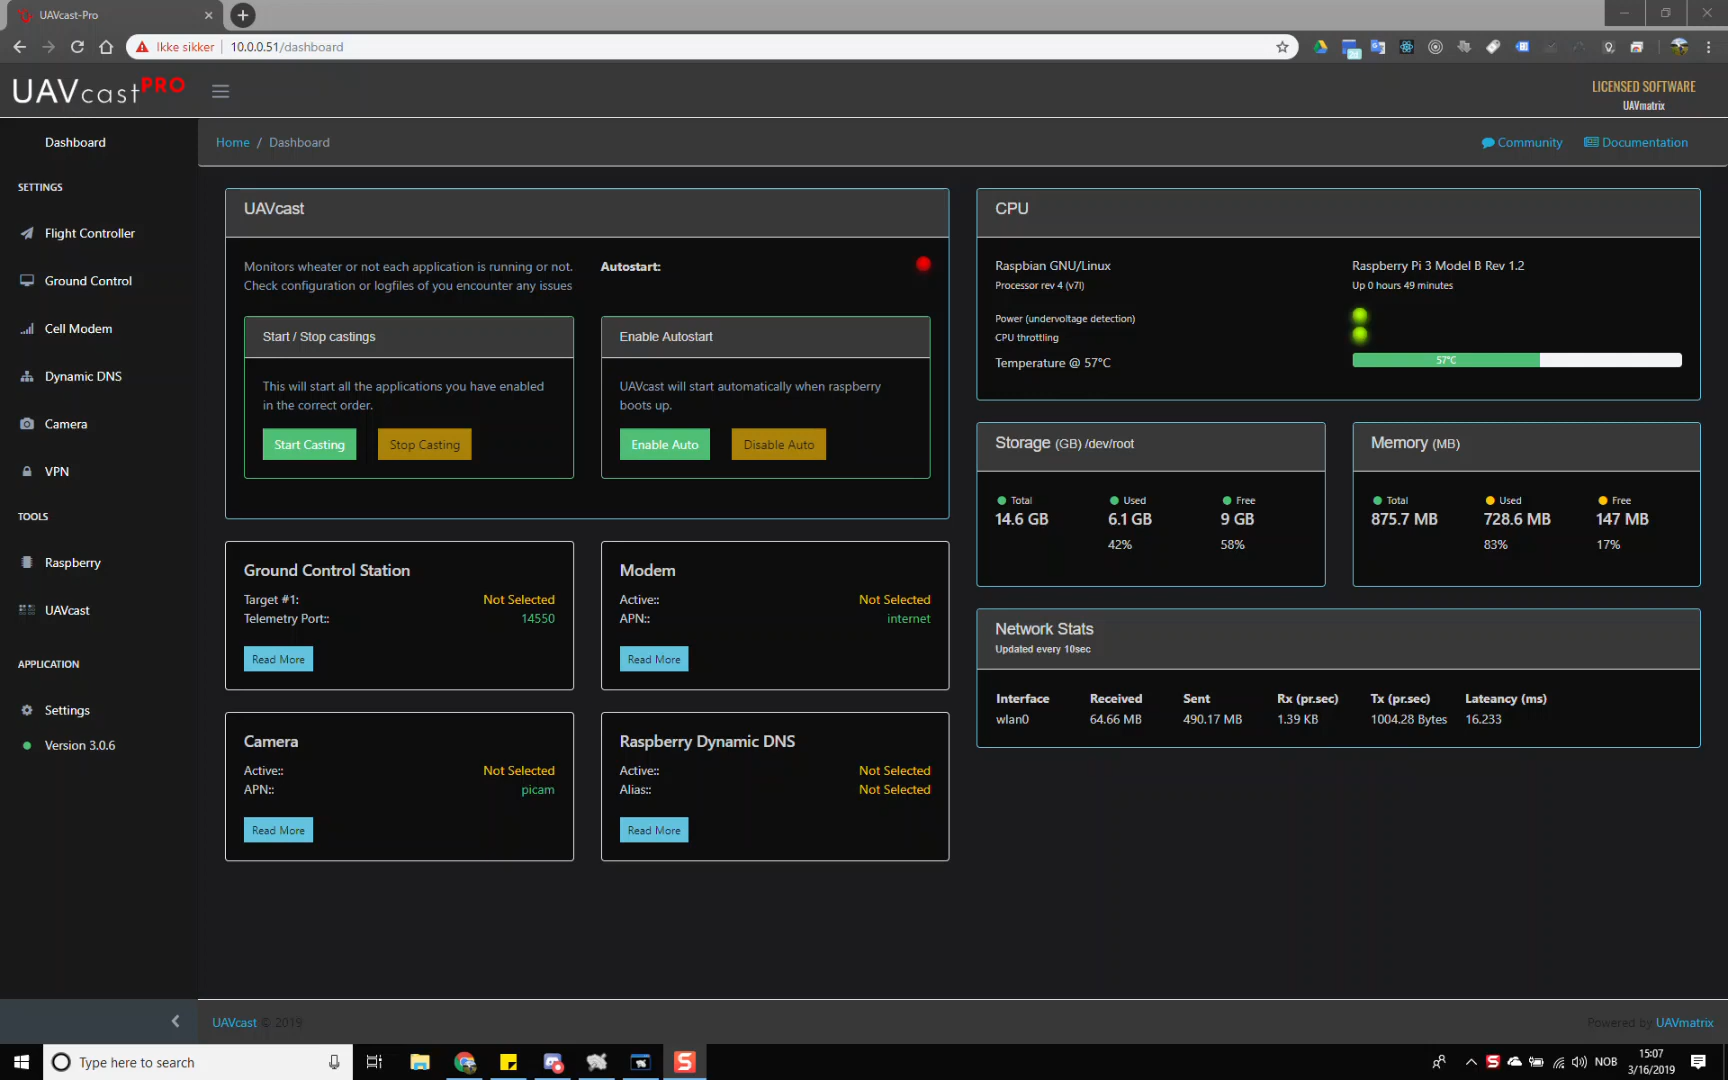 UAVcast-Pro
Ikke sikker
10.0.0.51/dashboard
UAVcast PRO
LICENSED SOFTWARE
UAVmatrix
Dashboard
SETTINGS
Flight Controller
Ground Control
Cell Modem
Dynamic DNS
Camera
VPN
TOOLS
Raspberry
UAVcast
APPLICATION
Settings
Version 3.0.6
Home / Dashboard
Community
Documentation
UAVcast
Monitors wheater or not each application is running or not.
Check configuration or logfiles of you encounter any issues
Autostart:
Start / Stop castings
This will start all the applications you have enabled
in the correct order.
Start Casting
Stop Casting
Enable Autostart
UAVcast will start automatically when raspberry
boots up.
Enable Auto
Disable Auto
Ground Control Station
Target #1: Not Selected
Telemetry Port:: 14550
Read More
Modem
Active:: Not Selected
APN:: internet
Read More
Camera
Active:: Not Selected
APN:: picam
Read More
Raspberry Dynamic DNS
Active:: Not Selected
Alias:: Not Selected
Read More
CPU
Raspbian GNU/Linux
Processor rev 4 (v7l)
Raspberry Pi 3 Model B Rev 1.2
Up 0 hours 49 minutes
Power (undervoltage detection)
CPU throttling
Temperature @ 57°C
57°C
Storage (GB) /dev/root
Total Used Free
14.6 GB 6.1 GB 9 GB
42% 58%
Memory (MB)
Total Used Free
875.7 MB 728.6 MB 147 MB
83% 17%
Network Stats
Updated every 10sec
Interface Received Sent Rx (pr.sec) Tx (pr.sec) Lateancy (ms)
wlan0 64.66 MB 490.17 MB 1.39 KB 1004.28 Bytes 16.233
UAVcast © 2019
Powered by UAVmatrix
Type here to search
NOB
15:07
3/16/2019